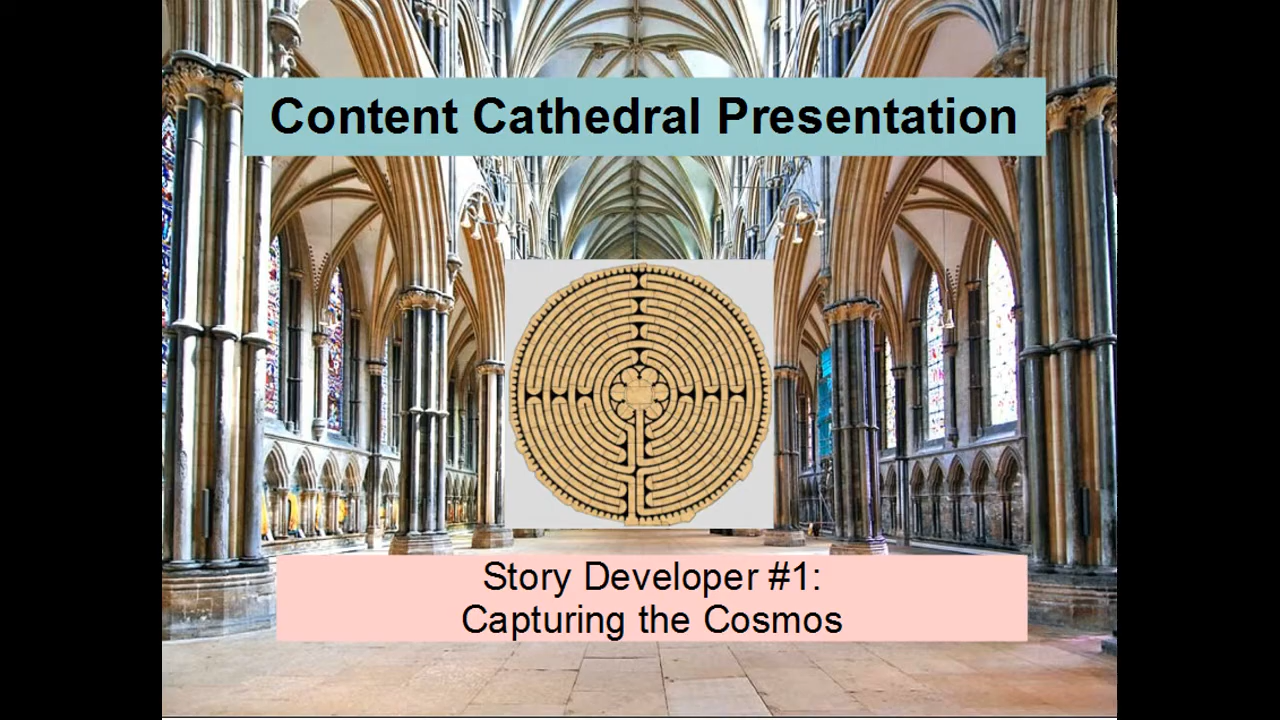 Content Cathedral Presentation
Story Developer #1:
Capturing the Cosmos